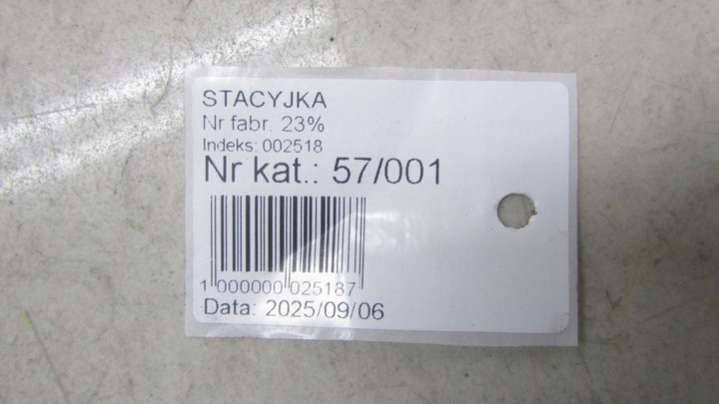 STACYJKA
Nr fabr. 23%
Indeks: 002518
Nr kat.: 57/001
1 000000 025187
Data: 2025/09/06